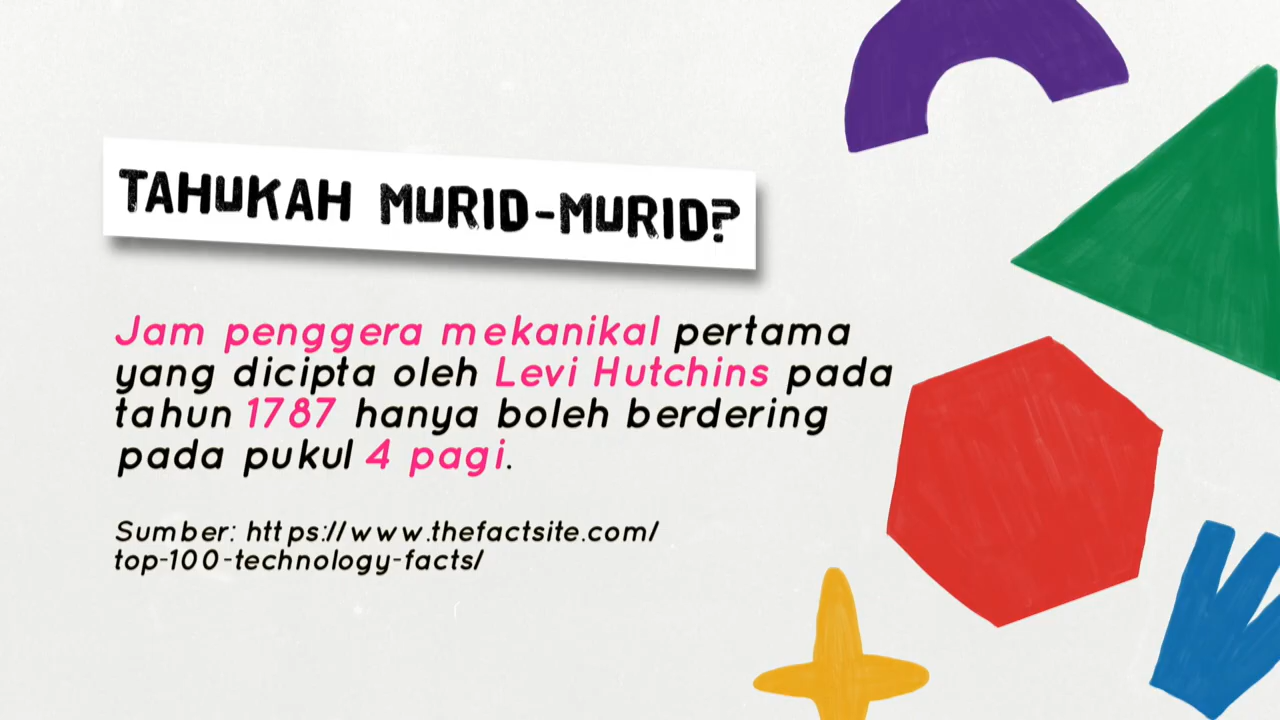 TAHUKAH MURID-MURID?
Jam penggera mekanikal pertama
yang dicipta oleh Levi Hutchins pada
tahun 1787 hanya boleh berdering
pada pukul 4 pagi.
Sumber: https://www.thefactsite.com/
top-100-technology-facts/